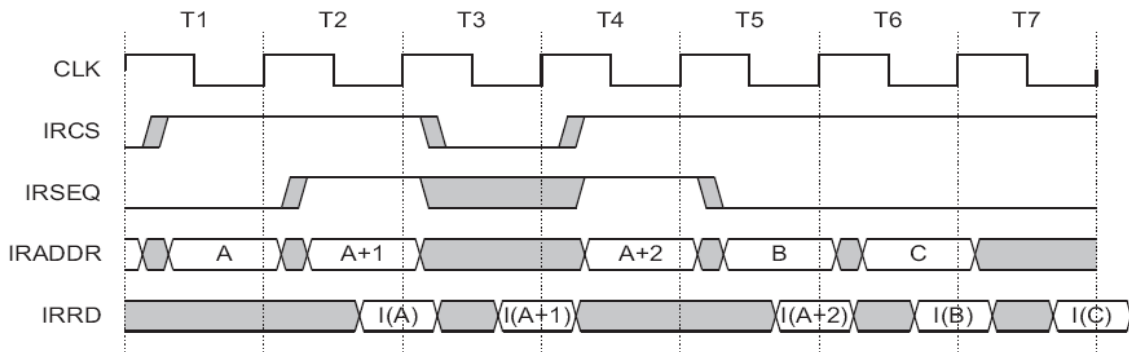 T1 T2 T3 T4 T5 T6 T7
CLK
IRCS
IRSEQ
IRADDR A A+1 A+2 B C
IRRD I(A) I(A+1) I(A+2) I(B) I(C)